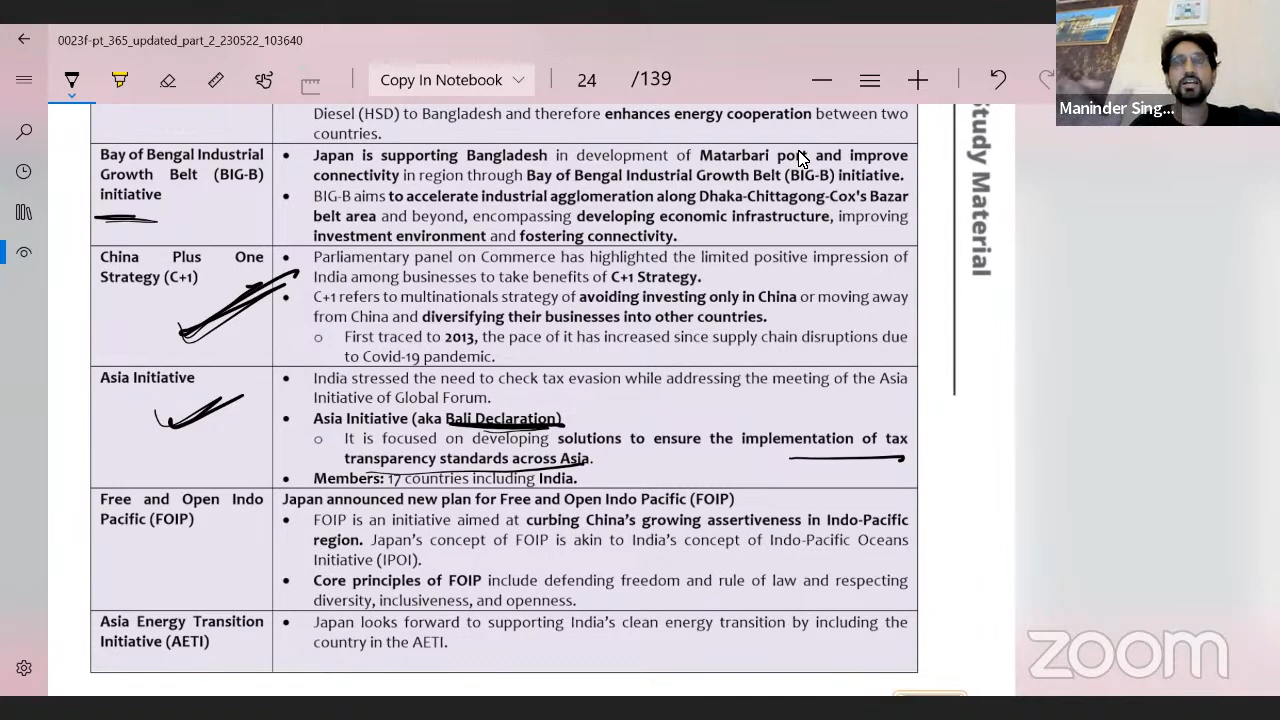 0023f-pt_365_updated_part_2_230522_103640
Copy In Notebook
24 /139
Maninder Sing...
Diesel (HSD) to Bangladesh and therefore enhances energy cooperation between two
countries.
Bay of Bengal Industrial
Growth Belt (BIG-B)
initiative
• Japan is supporting Bangladesh in development of Matarbari port and improve
connectivity in region through Bay of Bengal Industrial Growth Belt (BIG-B) initiative.
• BIG-B aims to accelerate industrial agglomeration along Dhaka-Chittagong-Cox's Bazar
belt area and beyond, encompassing developing economic infrastructure, improving
investment environment and fostering connectivity.
China Plus One
Strategy (C+1)
• Parliamentary panel on Commerce has highlighted the limited positive impression of
India among businesses to take benefits of C+1 Strategy.
• C+1 refers to multinationals strategy of avoiding investing only in China or moving away
from China and diversifying their businesses into other countries.
o First traced to 2013, the pace of it has increased since supply chain disruptions due
to Covid-19 pandemic.
Asia Initiative
• India stressed the need to check tax evasion while addressing the meeting of the Asia
Initiative of Global Forum.
• Asia Initiative (aka Bali Declaration)
o It is focused on developing solutions to ensure the implementation of tax
transparency standards across Asia.
• Members: 17 countries including India.
Free and Open Indo
Pacific (FOIP)
Japan announced new plan for Free and Open Indo Pacific (FOIP)
• FOIP is an initiative aimed at curbing China's growing assertiveness in Indo-Pacific
region. Japan's concept of FOIP is akin to India's concept of Indo-Pacific Oceans
Initiative (IPOI).
• Core principles of FOIP include defending freedom and rule of law and respecting
diversity, inclusiveness, and openness.
Asia Energy Transition
Initiative (AETI)
• Japan looks forward to supporting India's clean energy transition by including the
country in the AETI.
Study Material
zoom